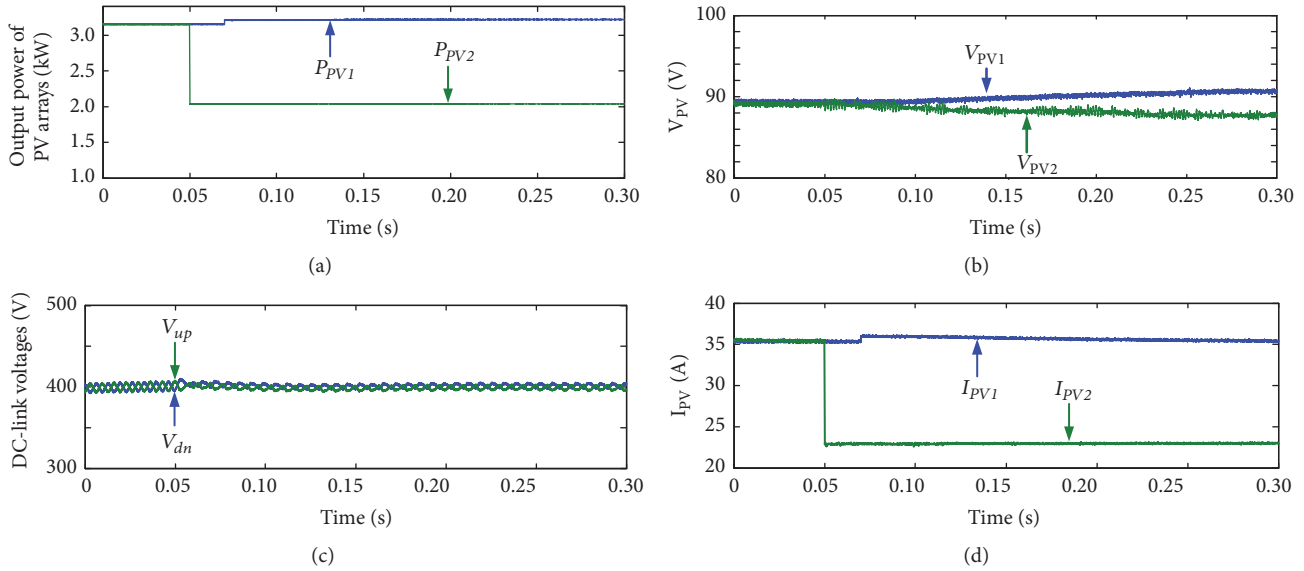 Output power of
PV arrays (kW)
3.0
2.5
2.0
1.5
1.0
P_PV1
P_PV2
0 0.05 0.10 0.15 0.20 0.25 0.30
Time (s)
(a)
V_PV (V)
100
90
80
V_PV1
V_PV2
0 0.05 0.10 0.15 0.20 0.25 0.30
Time (s)
(b)
DC-link voltages (V)
500
400
300
V_up
V_dn
0 0.05 0.10 0.15 0.20 0.25 0.30
Time (s)
(c)
I_PV (A)
40
35
30
25
20
I_PV1
I_PV2
0 0.05 0.10 0.15 0.20 0.25 0.30
Time (s)
(d)